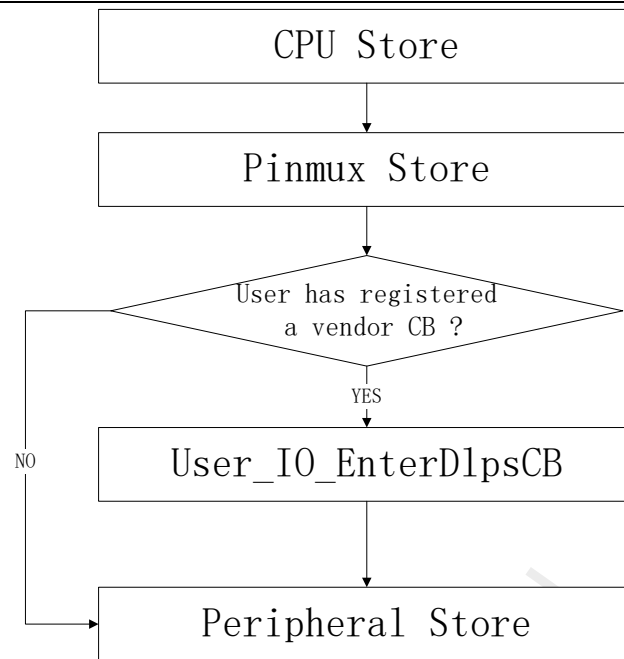 CPU Store
Pinmux Store
User has registered
a vendor CB ?
YES
NO
User_IO_EnterDlpsCB
Peripheral Store